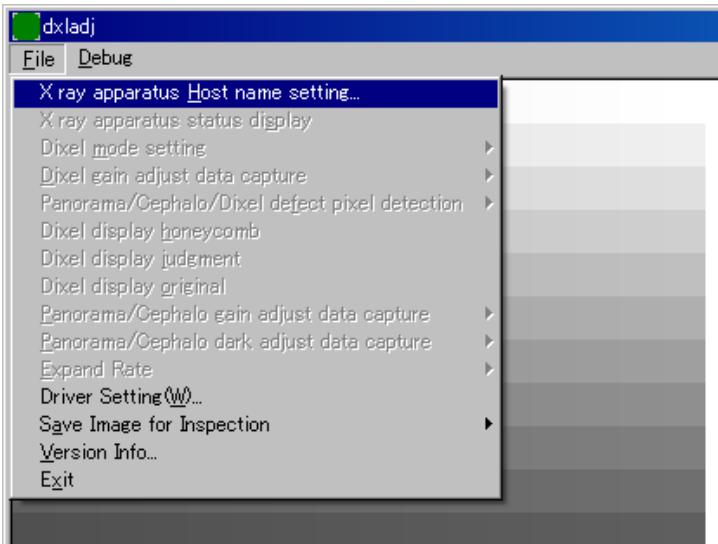 dxladj
File Debug
X ray apparatus Host name setting...
X ray apparatus status display
Dixel mode setting
Dixel gain adjust data capture
Panorama/Cephalo/Dixel defect pixel detection
Dixel display honeycomb
Dixel display judgment
Dixel display original
Panorama/Cephalo gain adjust data capture
Panorama/Cephalo dark adjust data capture
Expand Rate
Driver Setting(W)...
Save Image for Inspection
Version Info...
Exit